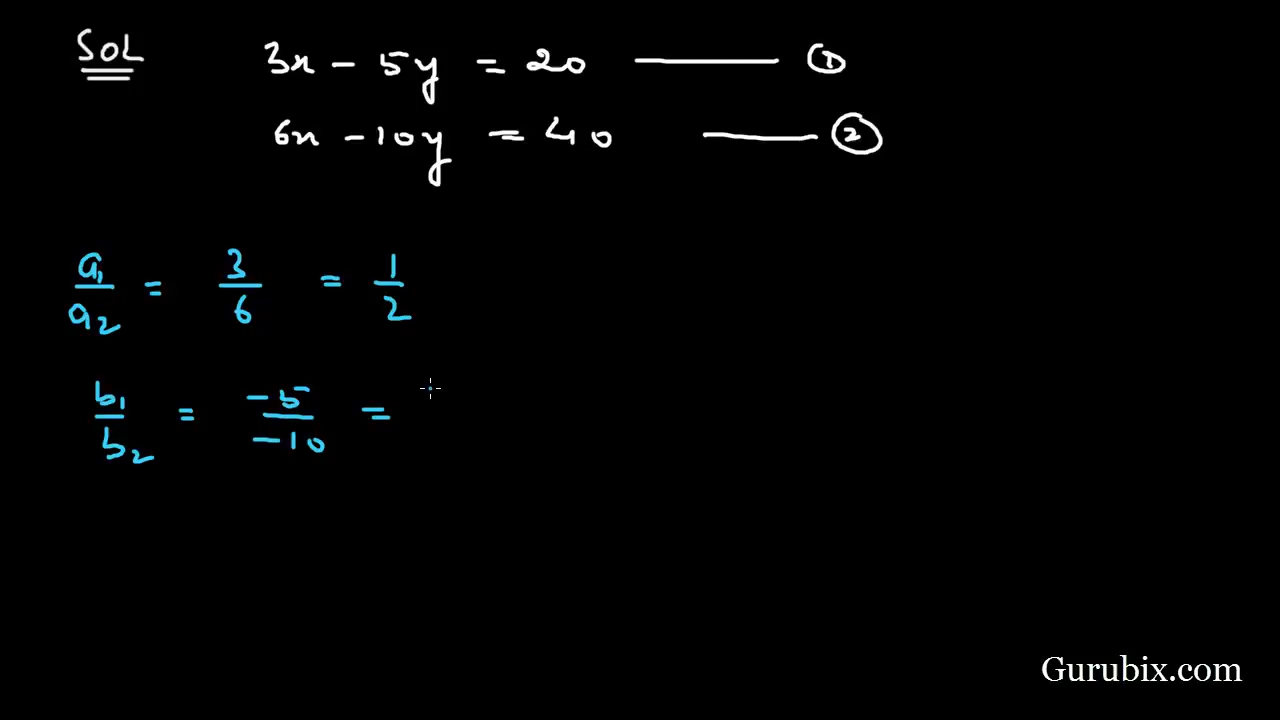 SOL
3x - 5y = 20 ——— ①
6x - 10y = 40 ——— ②
a₁/a₂ = 3/6 = 1/2
b₁/b₂ = -5/-10 =
Gurubix.com